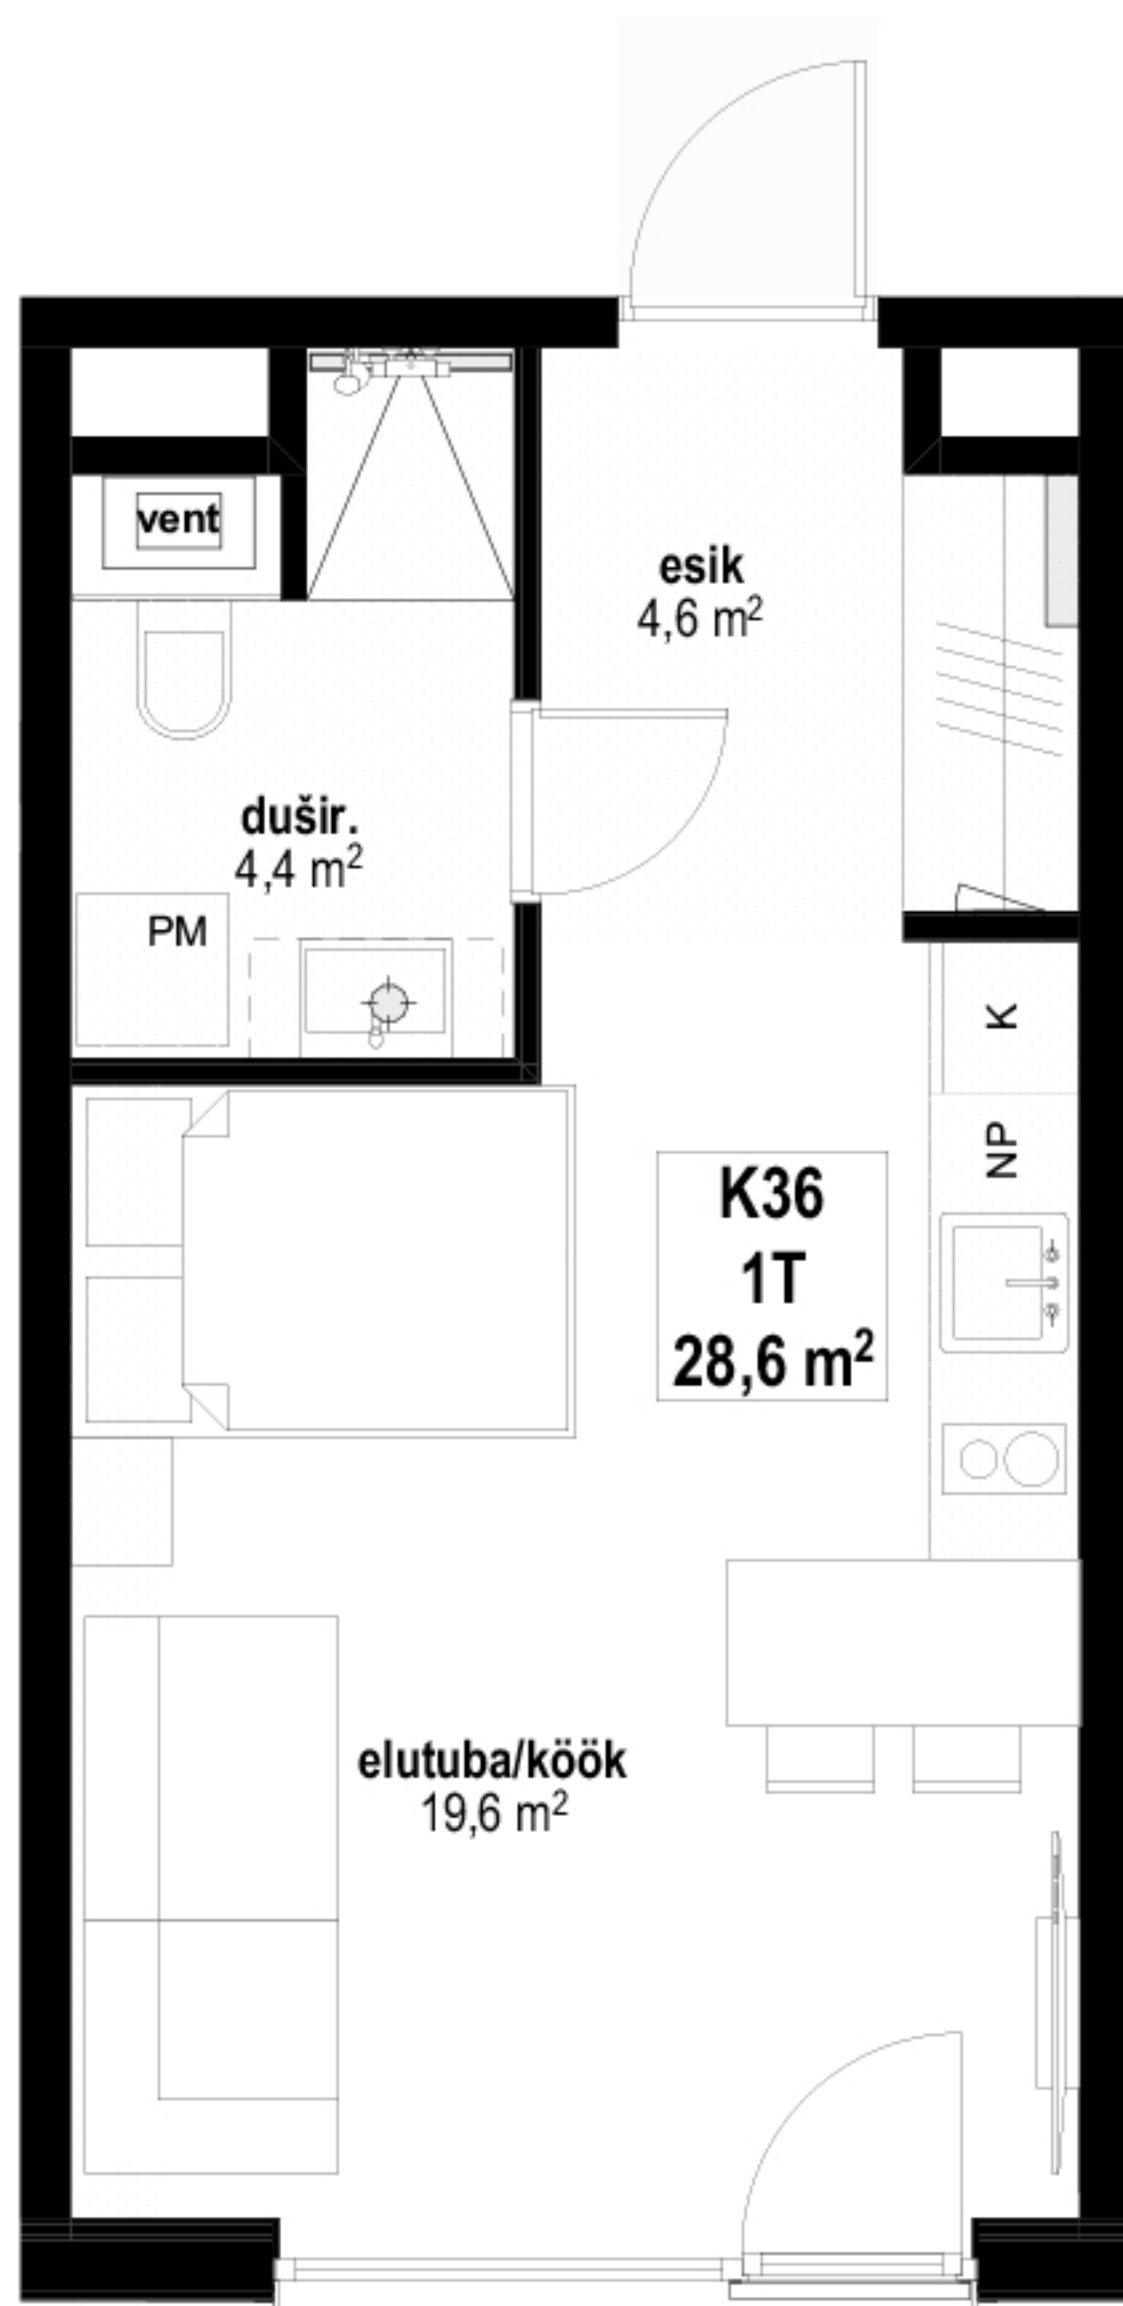 vent
esik
4,6 m²
dušir.
4,4 m²
PM
K
NP
K36
1T
28,6 m²
elutuba/köök
19,6 m²